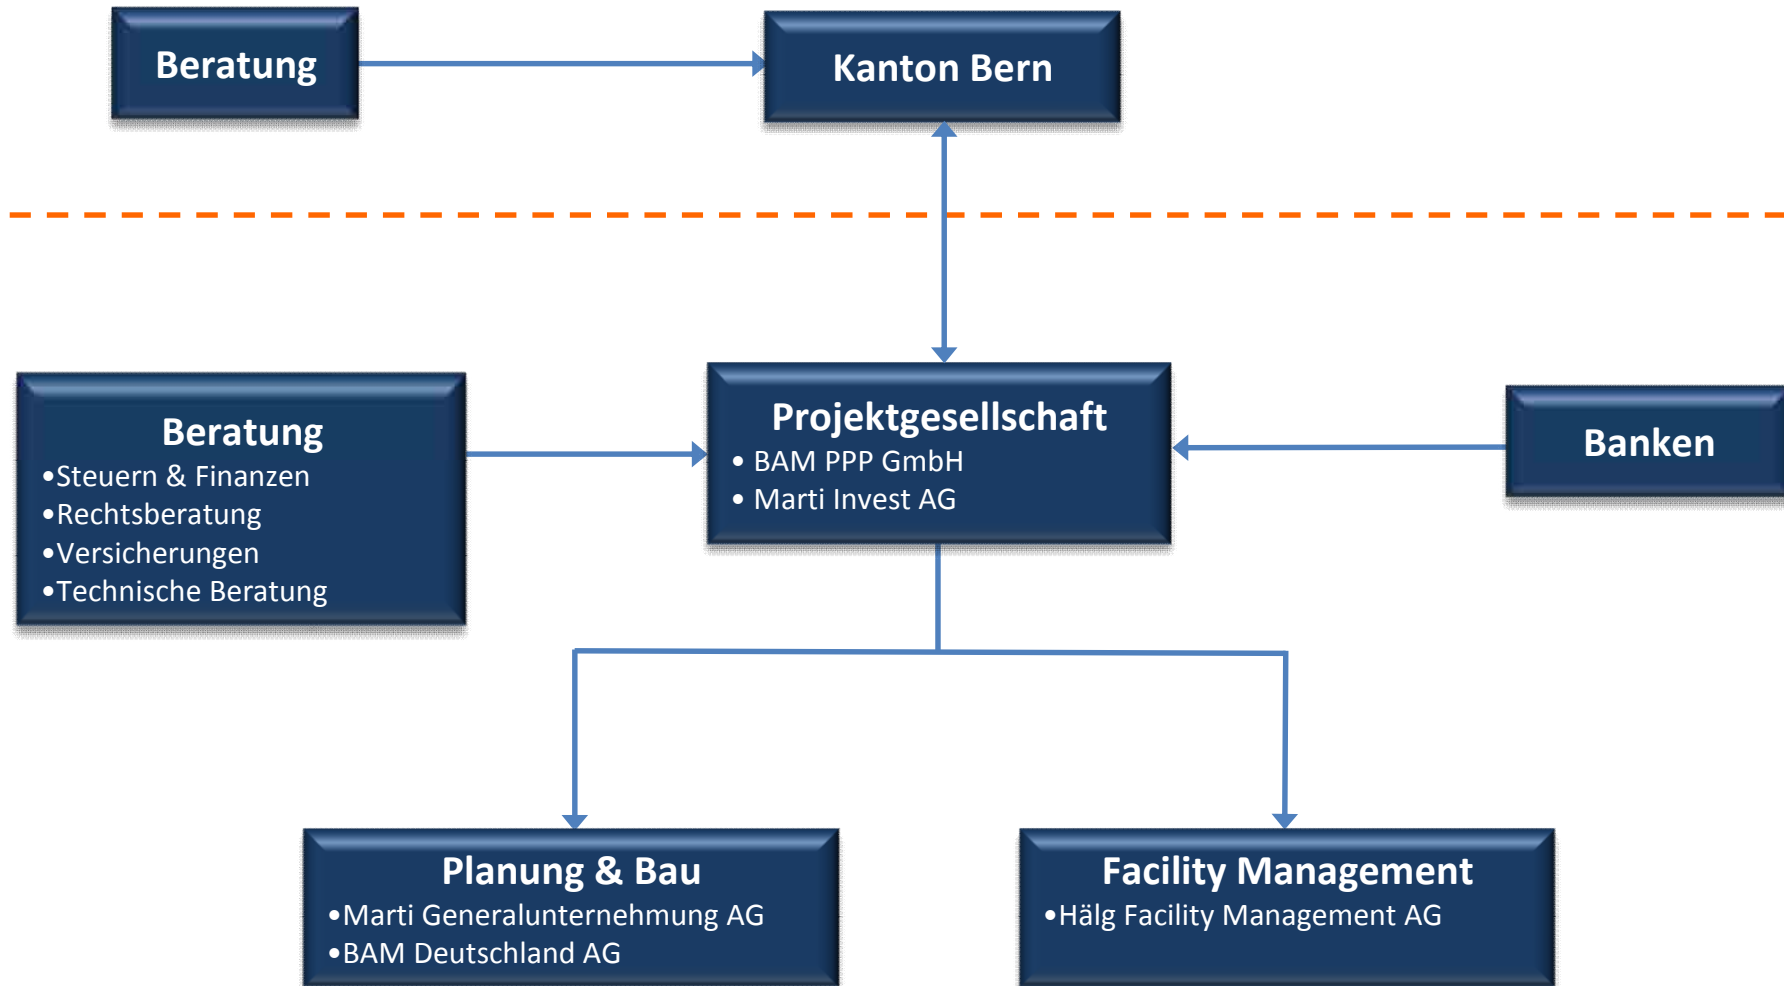 Beratung
Kanton Bern
Beratung
•Steuern & Finanzen
•Rechtsberatung
•Versicherungen
•Technische Beratung
Projektgesellschaft
• BAM PPP GmbH
• Marti Invest AG
Banken
Planung & Bau
•Marti Generalunternehmung AG
•BAM Deutschland AG
Facility Management
•Hälg Facility Management AG